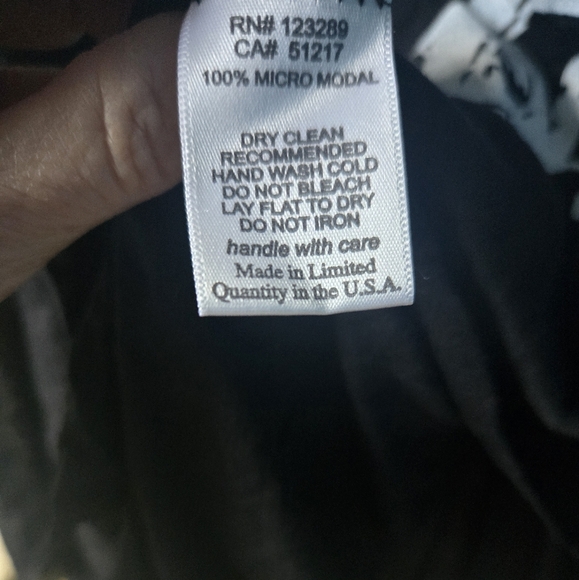 RN# 123289
CA# 51217
100% MICRO MODAL
DRY CLEAN
RECOMMENDED
HAND WASH COLD
DO NOT BLEACH
LAY FLAT TO DRY
DO NOT IRON
handle with care
Made in Limited
Quantity in the U.S.A.